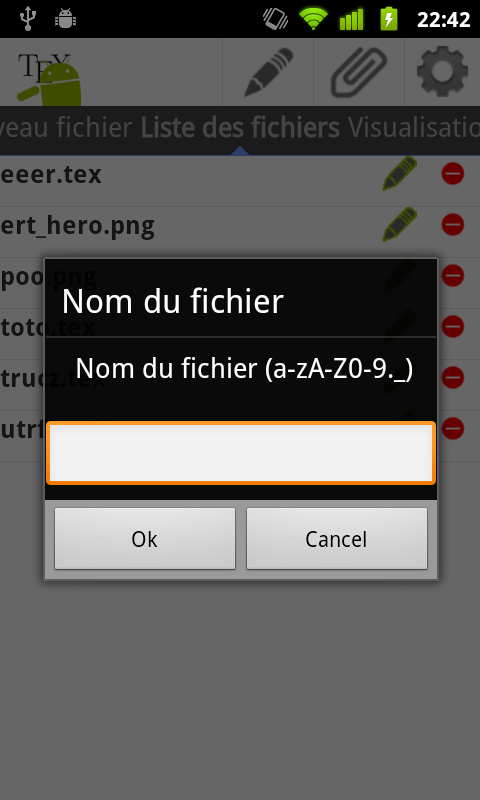 22:42
TEX
veau fichier Liste des fichiers Visualisatio
eeer.tex
ert_hero.png
poo.png
toto.tex
trucz.tex
Nom du fichier
Nom du fichier (a-zA-Z0-9._)
Ok Cancel